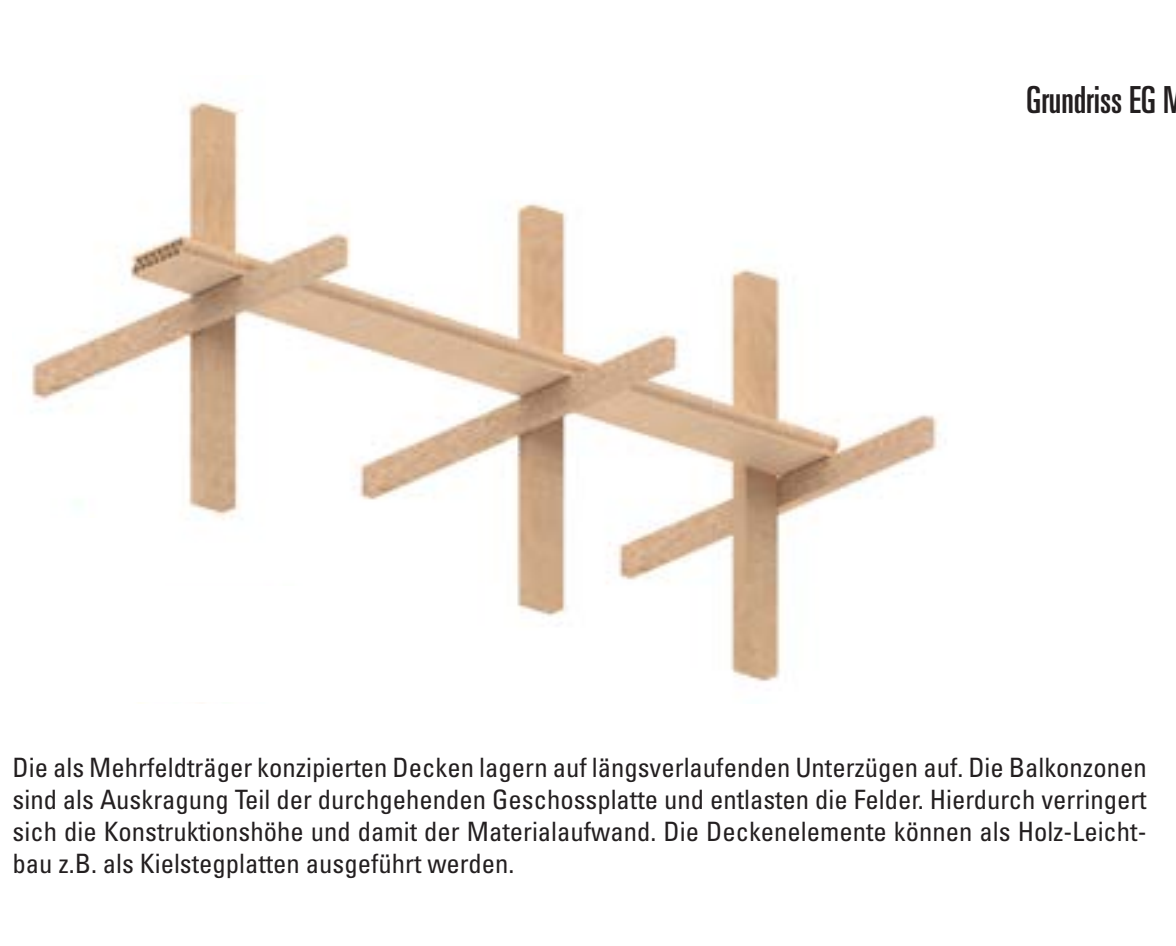 Grundriss EG M
Die als Mehrfeldträger konzipierten Decken lagern auf längsverlaufenden Unterzügen auf. Die Balkonzonen
sind als Auskragung Teil der durchgehenden Geschossplatte und entlasten die Felder. Hierdurch verringert
sich die Konstruktionshöhe und damit der Materialaufwand. Die Deckenelemente können als Holz-Leicht-
bau z.B. als Kielstegplatten ausgeführt werden.